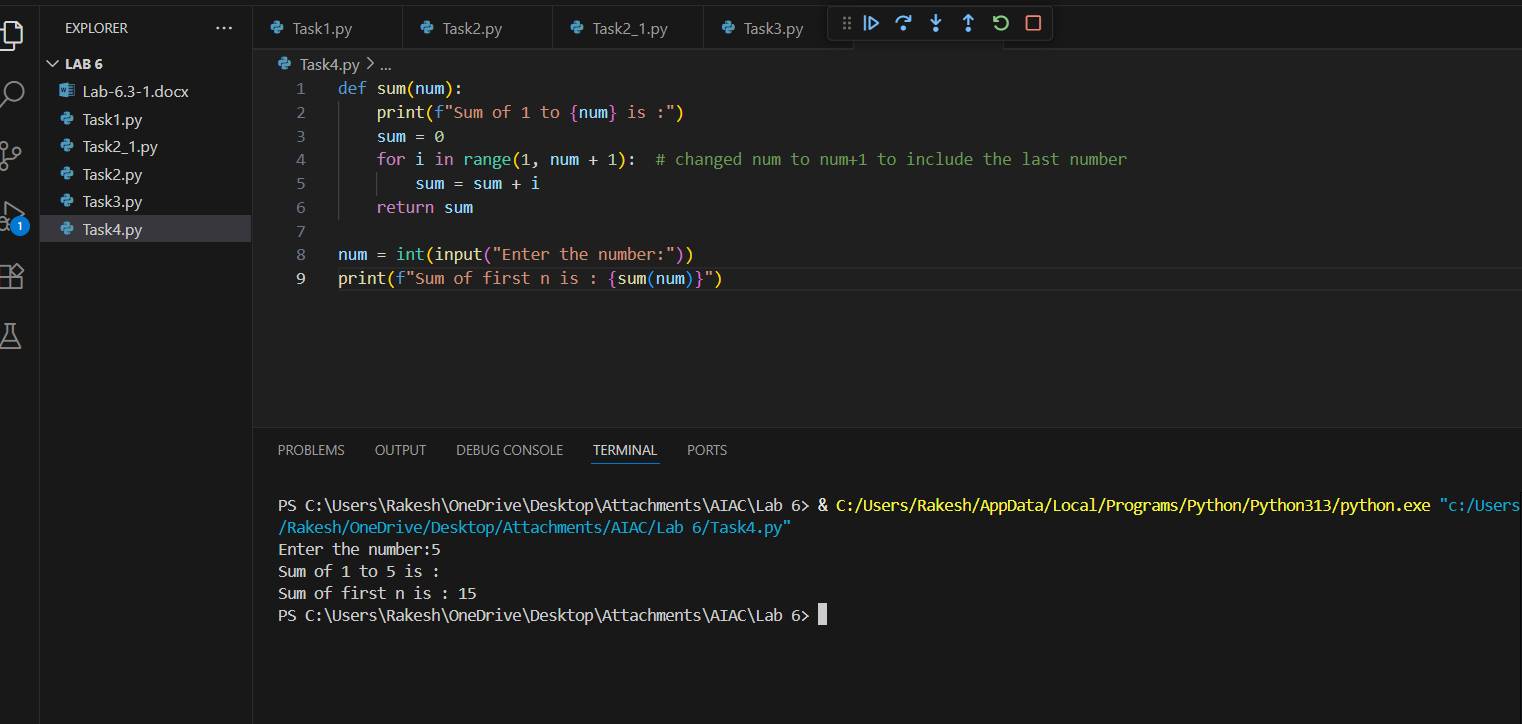 EXPLORER ...
LAB 6
Lab-6.3-1.docx
Task1.py
Task2_1.py
Task2.py
Task3.py
Task4.py
1
Task1.py Task2.py Task2_1.py Task3.py
Task4.py > ...
1 def sum(num):
2     print(f"Sum of 1 to {num} is :")
3     sum = 0
4     for i in range(1, num + 1):  # changed num to num+1 to include the last number
5         sum = sum + i
6     return sum
7
8 num = int(input("Enter the number:"))
9 print(f"Sum of first n is : {sum(num)}")
PROBLEMS OUTPUT DEBUG CONSOLE TERMINAL PORTS
PS C:\Users\Rakesh\OneDrive\Desktop\Attachments\AIAC\Lab 6> & C:/Users/Rakesh/AppData/Local/Programs/Python/Python313/python.exe "c:/Users
/Rakesh/OneDrive/Desktop/Attachments/AIAC/Lab 6/Task4.py"
Enter the number:5
Sum of 1 to 5 is :
Sum of first n is : 15
PS C:\Users\Rakesh\OneDrive\Desktop\Attachments\AIAC\Lab 6>